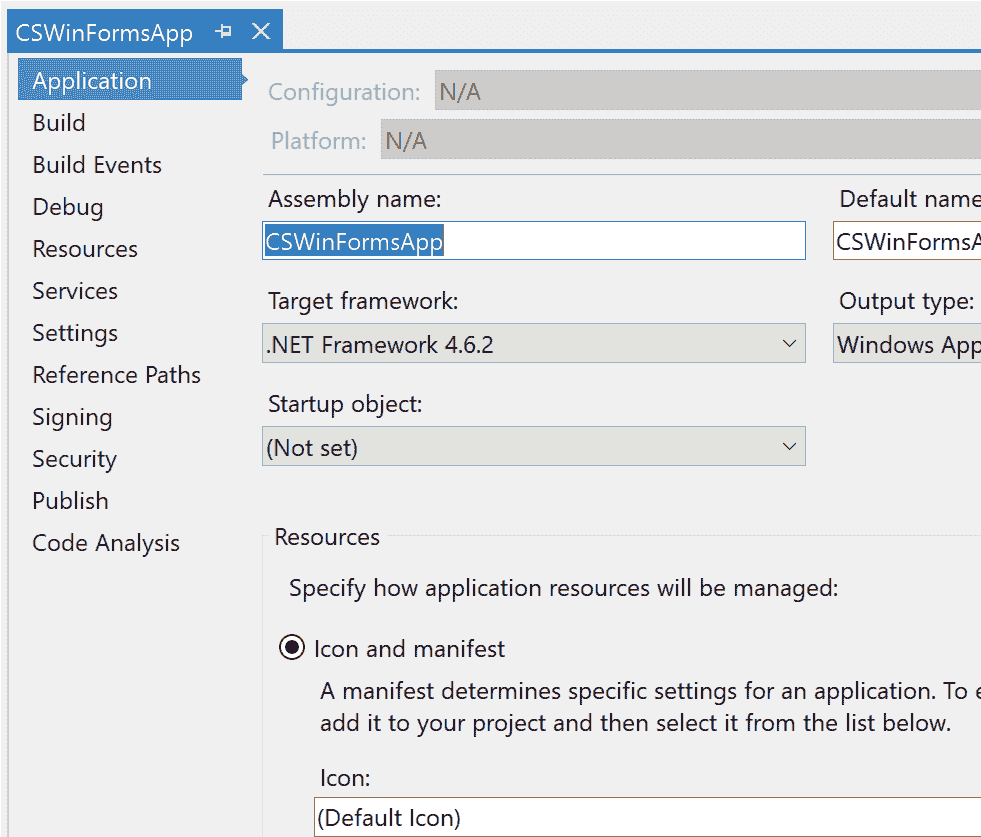 CSWinFormsApp
Application
Build
Build Events
Debug
Resources
Services
Settings
Reference Paths
Signing
Security
Publish
Code Analysis
Configuration: N/A
Platform: N/A
Assembly name:
CSWinFormsApp
Default name
CSWinFormsA
Target framework:
.NET Framework 4.6.2
Output type:
Windows App
Startup object:
(Not set)
Resources
Specify how application resources will be managed:
Icon and manifest
A manifest determines specific settings for an application. To e
add it to your project and then select it from the list below.
Icon:
(Default Icon)